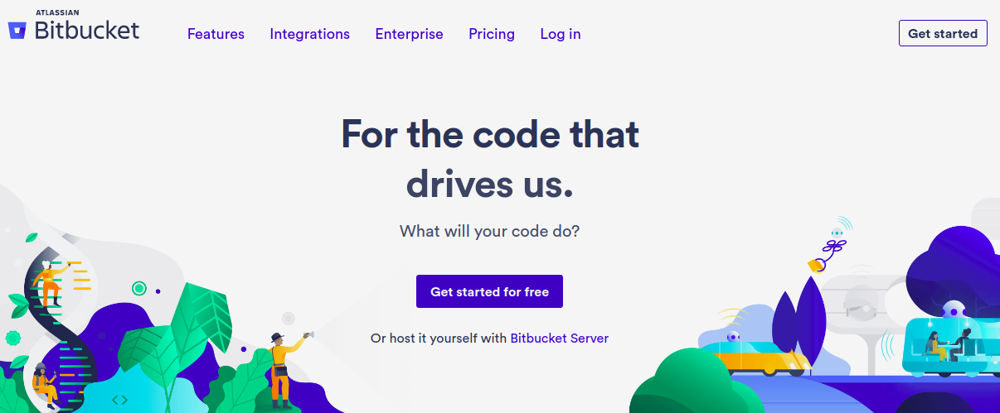 ATLASSIAN
Bitbucket
Features Integrations Enterprise Pricing Log in
Get started
For the code that
drives us.
What will your code do?
Get started for free
Or host it yourself with Bitbucket Server